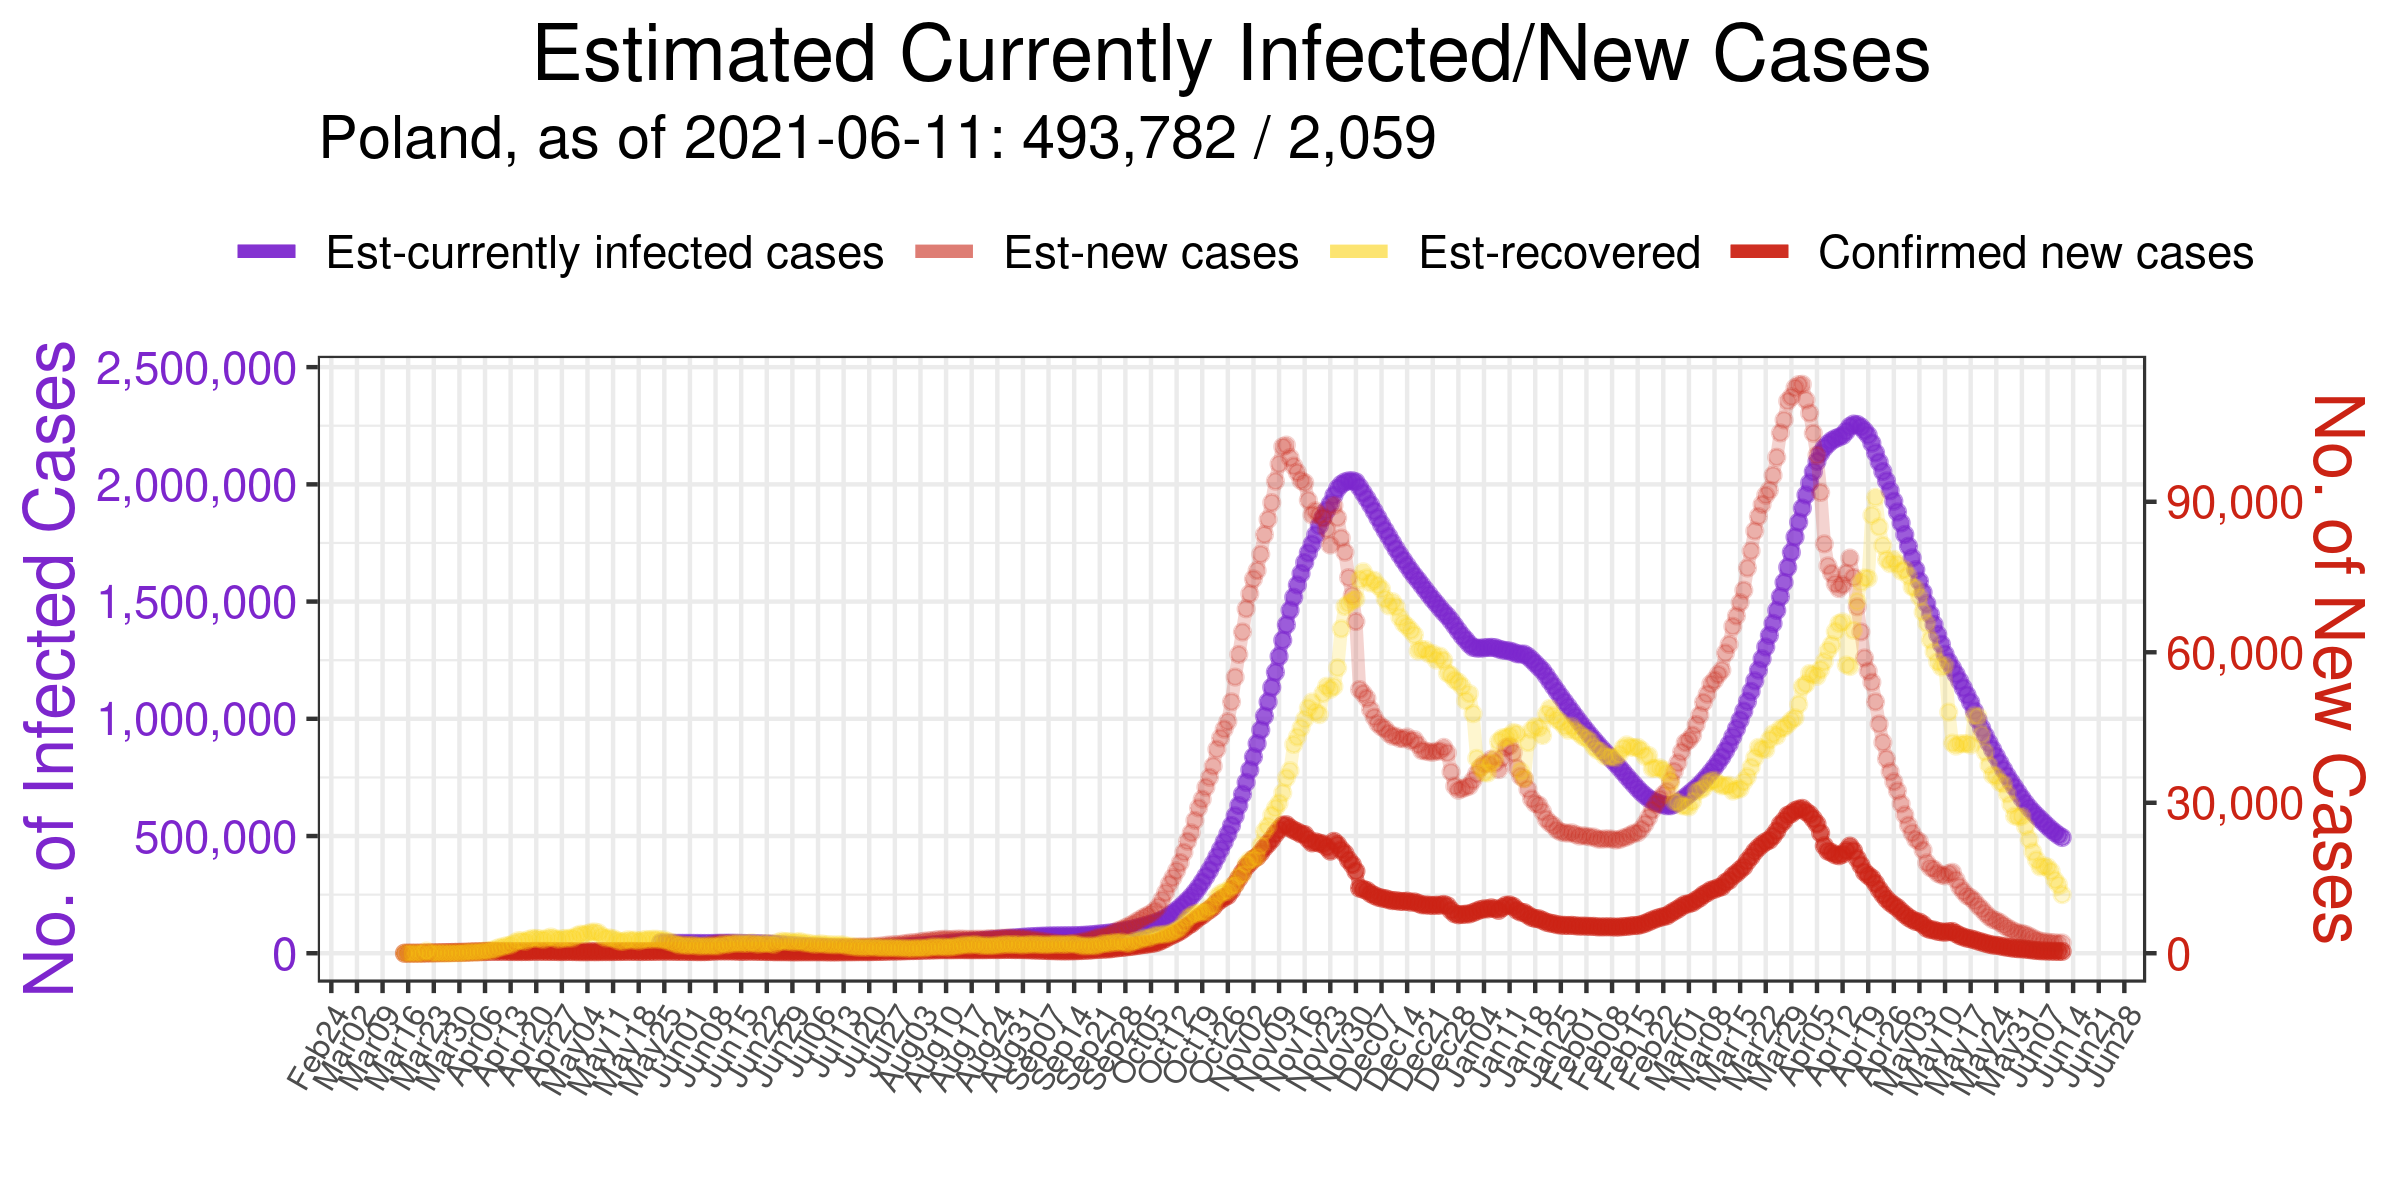 Estimated Currently Infected/New Cases
Poland, as of 2021-06-11: 493,782 / 2,059
Est-currently infected cases Est-new cases Est-recovered Confirmed new cases
No. of Infected Cases
2,500,000
2,000,000
1,500,000
1,000,000
500,000
0
No. of New Cases
90,000
60,000
30,000
0
Feb24
Mar02
Mar09
Mar16
Mar23
Mar30
Apr06
Apr13
Apr20
Apr27
May04
May11
May18
May25
Jun01
Jun08
Jun15
Jun22
Jun29
Jul06
Jul13
Jul20
Jul27
Aug03
Aug10
Aug17
Aug24
Aug31
Sep07
Sep14
Sep21
Sep28
Oct05
Oct12
Oct19
Oct26
Nov02
Nov09
Nov16
Nov23
Nov30
Dec07
Dec14
Dec21
Dec28
Jan04
Jan11
Jan18
Jan25
Feb01
Feb08
Feb15
Feb22
Mar01
Mar08
Mar15
Mar22
Mar29
Apr05
Apr12
Apr19
Apr26
May03
May10
May17
May24
May31
Jun07
Jun14
Jun21
Jun28